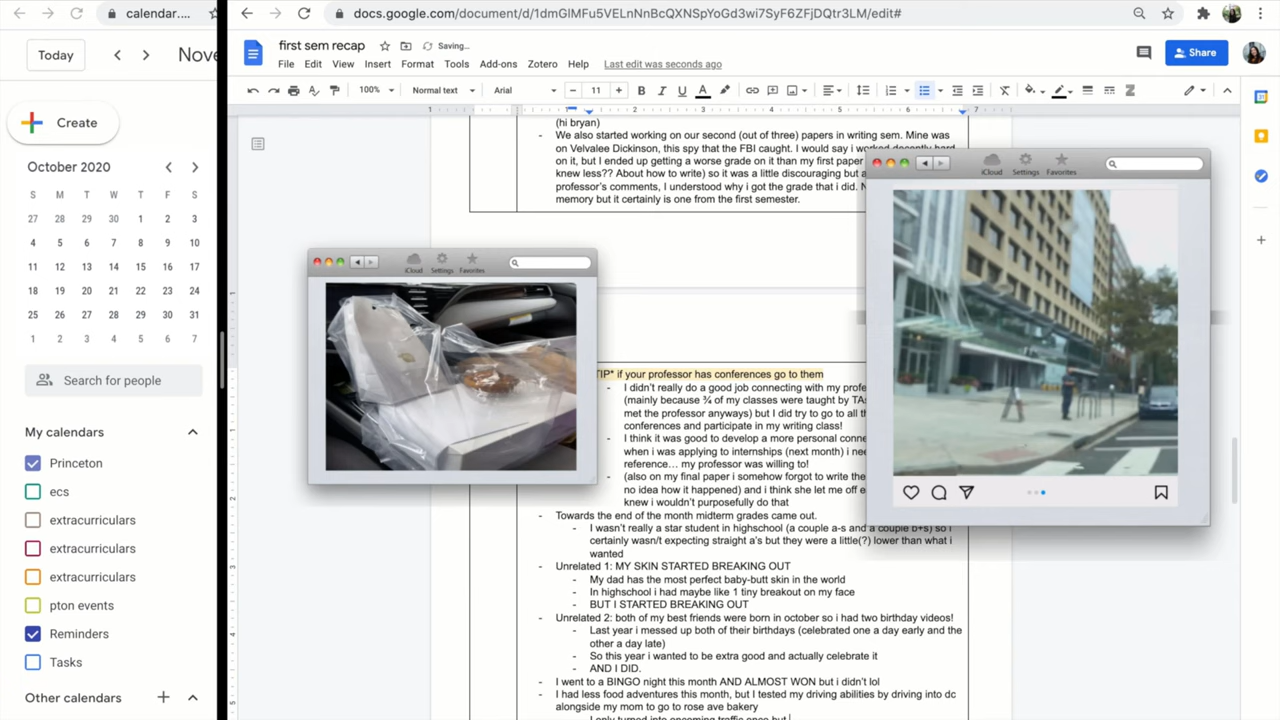 calendar....
docs.google.com/document/d/1dmGlMFu5VELnNnBcQXNSpYoGd3wi7SyF6ZFjDQtr3LM/edit#
Today
Nove
first sem recap
Saving...
File Edit View Insert Format Tools Add-ons Zotero Help Last edit was seconds ago
Share
100% Normal text Arial 11
Create
October 2020
S M T W T F S
27 28 29 30 1 2 3
4 5 6 7 8 9 10
11 12 13 14 15 16 17
18 19 20 21 22 23 24
25 26 27 28 29 30 31
1 2 3 4 5 6 7
Search for people
My calendars
Princeton
ecs
extracurriculars
extracurriculars
extracurriculars
pton events
Reminders
Tasks
Other calendars
1 1 2 3 4 5 6 7
(hi bryan)
- We also started working on our second (out of three) papers in writing sem. Mine was
on Velvalee Dickinson, this spy that the FBI caught. I would say i worked decently hard
on it, but I ended up getting a worse grade on it than my first paper
knew less?? About how to write) so it was a little discouraging but a
professor's comments, I understood why i got the grade that i did. N
memory but it certainly is one from the first semester.
iCloud Settings Favorites
iCloud Settings Favorites
TIP* if your professor has conferences go to them
- I didn't really do a good job connecting with my profe
(mainly because ¾ of my classes were taught by TAs
met the professor anyways) but I did try to go to all th
conferences and participate in my writing class!
- I think it was good to develop a more personal conne
when i was applying to internships (next month) i nee
reference... my professor was willing to!
- (also on my final paper i somehow forgot to write the
no idea how it happened) and i think she let me off e
knew i wouldn't purposefully do that
- Towards the end of the month midterm grades came out.
- I wasn't really a star student in highschool (a couple a-s and a couple b+s) so i
certainly wasn/t expecting straight a's but they were a little(?) lower than what i
wanted
- Unrelated 1: MY SKIN STARTED BREAKING OUT
- My dad has the most perfect baby-butt skin in the world
- In highschool i had maybe like 1 tiny breakout on my face
- BUT I STARTED BREAKING OUT
- Unrelated 2: both of my best friends were born in october so i had two birthday videos!
- Last year i messed up both of their birthdays (celebrated one a day early and the
other a day late)
- So this year i wanted to be extra good and actually celebrate it
- AND I DID.
- I went to a BINGO night this month AND ALMOST WON but i didn't lol
- I had less food adventures this month, but I tested my driving abilities by driving into dc
alongside my mom to go to rose ave bakery
- I only turned into oncoming traffic once but